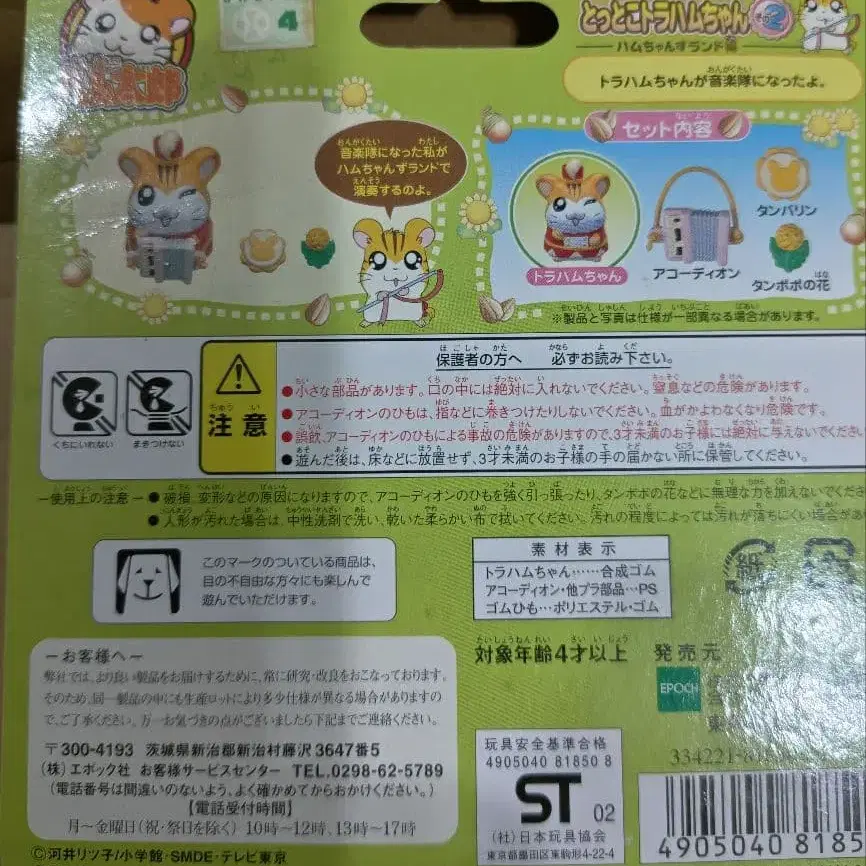 4
とっとこトラハムちゃん その2
ハムちゃんずランド編
トラハムちゃんが音楽隊になったよ。
音楽隊になった私が
ハムちゃんずランドで
演奏するのよ。
セット内容
トラハムちゃん
アコーディオン
タンバリン
タンポポの花
※製品と写真は仕様が一部異なる場合があります。
保護者の方へ 必ずお読み下さい。
くちにいれない
まきつけない
注意
●小さな部品があります。口の中には絶対に入れないでください。窒息などの危険があります。
●アコーディオンのひもは、指などに巻きつけたりしないでください。血がかよわなくなり危険です。
●誤飲、アコーディオンのひもによる事故の危険がありますので、3才未満のお子様には絶対に与えないでくだ
●遊んだ後は、床などに放置せず、3才未満のお子様の手の届かない所に保管してください。
ー使用上の注意ー
●破損、変形などの原因になりますので、アコーディオンのひもを強く引っ張ったり、タンポポの花などに無理な力を加えないでくださ
●人形が汚れた場合は、中性洗剤で洗い、乾いた柔らかい布で拭いてください。汚れの程度によっては汚れが落ちにくい場合があ
このマークのついている商品は、
目の不自由な方々にも楽しんで
遊んでいただけます。
素材表示
トラハムちゃん……合成ゴム
アコーディオン・他プラ部品…PS
ゴムひも…ポリエステル・ゴム
紙
対象年齢4才以上
発売元
EPOCH
ーお客様へー
弊社では、より良い製品をお届けするために、常に研究・改良をおこなっております。
そのため、同一製品の中にも生産ロットにより多少仕様が異なる場合がありますの
で、ご了承ください。万一お気づきの点がございましたら下記までご連絡ください。
〒300-4193 茨城県新治郡新治村藤沢3647番5
(株)エポック社 お客様サービスセンター TEL.0298-62-5789
(電話番号は間違いのないよう、よく確かめてからおかけください。)
【電話受付時間】
月～金曜日(祝・祭日を除く) 10時～12時、13時～17時
©河井リツ子/小学館・SMDE・テレビ東京
玩具安全基準合格
4905040 81850 8
ST 02
(社)日本玩具協会
東京都墨田区東駒形4-22-4
4905040 8185